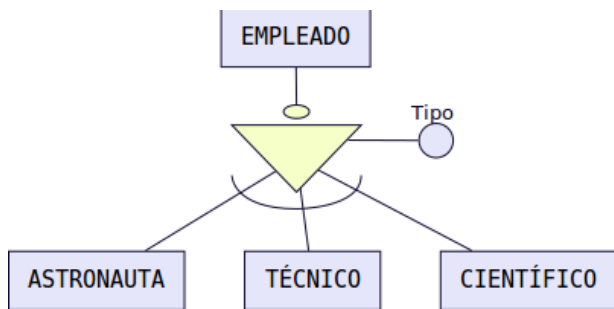 EMPLEADO
Tipo
ASTRONAUTA
TÉCNICO
CIENTÍFICO